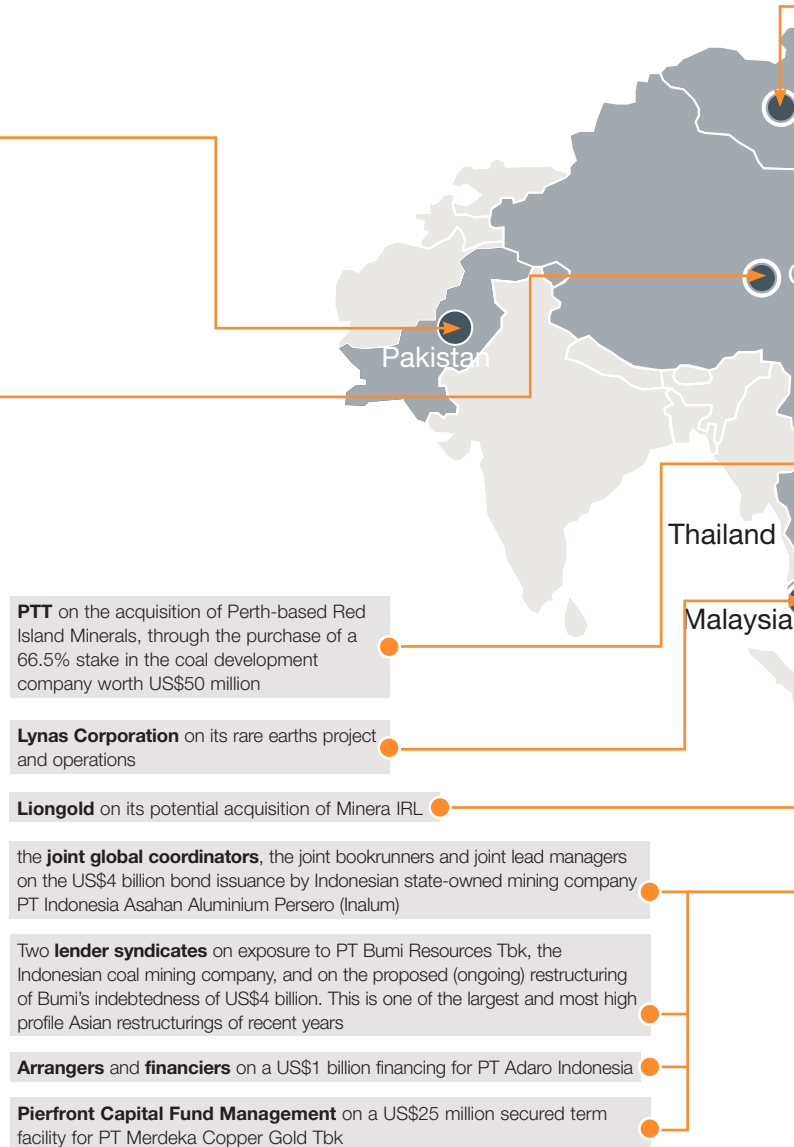 Pakistan
Thailand
Malaysia
PTT on the acquisition of Perth-based Red
Island Minerals, through the purchase of a
66.5% stake in the coal development
company worth US$50 million
Lynas Corporation on its rare earths project
and operations
Liongold on its potential acquisition of Minera IRL
the joint global coordinators, the joint bookrunners and joint lead managers
on the US$4 billion bond issuance by Indonesian state-owned mining company
PT Indonesia Asahan Aluminium Persero (Inalum)
Two lender syndicates on exposure to PT Bumi Resources Tbk, the
Indonesian coal mining company, and on the proposed (ongoing) restructuring
of Bumi’s indebtedness of US$4 billion. This is one of the largest and most high
profile Asian restructurings of recent years
Arrangers and financiers on a US$1 billion financing for PT Adaro Indonesia
Pierfront Capital Fund Management on a US$25 million secured term
facility for PT Merdeka Copper Gold Tbk